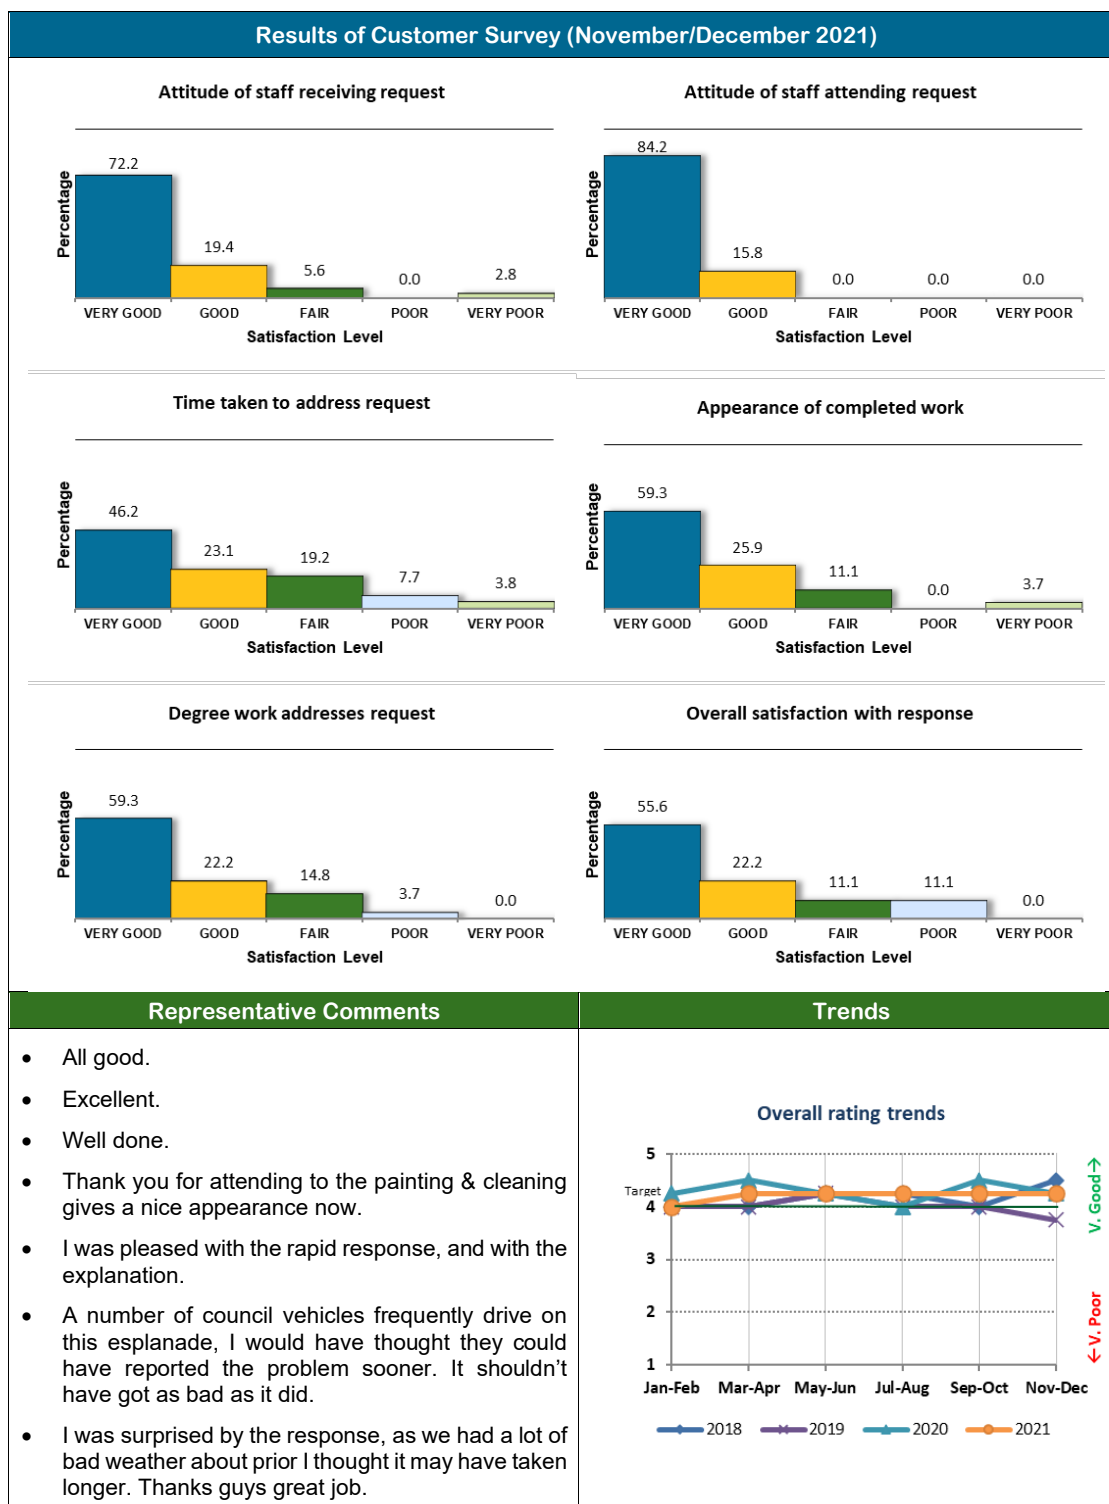 Results of Customer Survey (November/December 2021)
Attitude of staff receiving request
Percentage
72.2
19.4
5.6
0.0
2.8
VERY GOOD GOOD FAIR POOR VERY POOR
Satisfaction Level
Attitude of staff attending request
Percentage
84.2
15.8
0.0
0.0
0.0
VERY GOOD GOOD FAIR POOR VERY POOR
Satisfaction Level
Time taken to address request
Percentage
46.2
23.1
19.2
7.7
3.8
VERY GOOD GOOD FAIR POOR VERY POOR
Satisfaction Level
Appearance of completed work
Percentage
59.3
25.9
11.1
0.0
3.7
VERY GOOD GOOD FAIR POOR VERY POOR
Satisfaction Level
Degree work addresses request
Percentage
59.3
22.2
14.8
3.7
0.0
VERY GOOD GOOD FAIR POOR VERY POOR
Satisfaction Level
Overall satisfaction with response
Percentage
55.6
22.2
11.1
11.1
0.0
VERY GOOD GOOD FAIR POOR VERY POOR
Satisfaction Level
Representative Comments
• All good.
• Excellent.
• Well done.
• Thank you for attending to the painting & cleaning
gives a nice appearance now.
• I was pleased with the rapid response, and with the
explanation.
• A number of council vehicles frequently drive on
this esplanade, I would have thought they could
have reported the problem sooner. It shouldn't
have got as bad as it did.
• I was surprised by the response, as we had a lot of
bad weather about prior I thought it may have taken
longer. Thanks guys great job.
Trends
Overall rating trends
5
Target
4
3
2
1
V. Good→
←V. Poor
Jan-Feb Mar-Apr May-Jun Jul-Aug Sep-Oct Nov-Dec
2018 2019 2020 2021